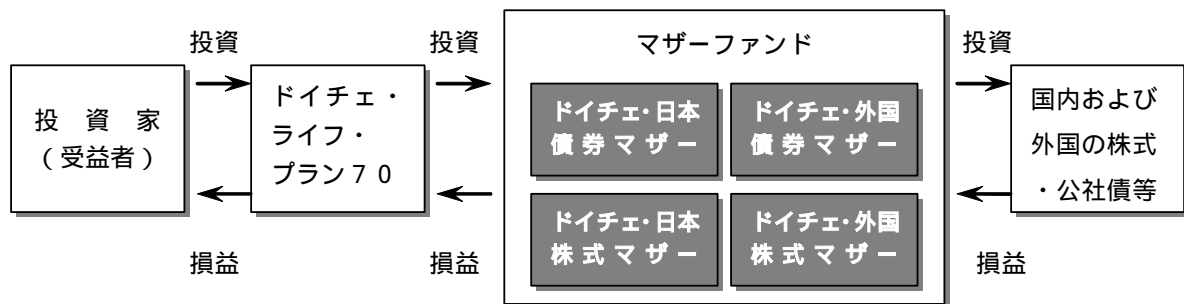 マザーファンド
投資
投資
投資
投　資　家
（受益者）
ドイチェ・
ライフ・
プラン７０
ドイチェ・日本
債券マザー
ドイチェ・外国
債券マザー
ドイチェ・日本
株式マザー
ドイチェ・外国
株式マザー
国内および
外国の株式
・公社債等
損益
損益
損益